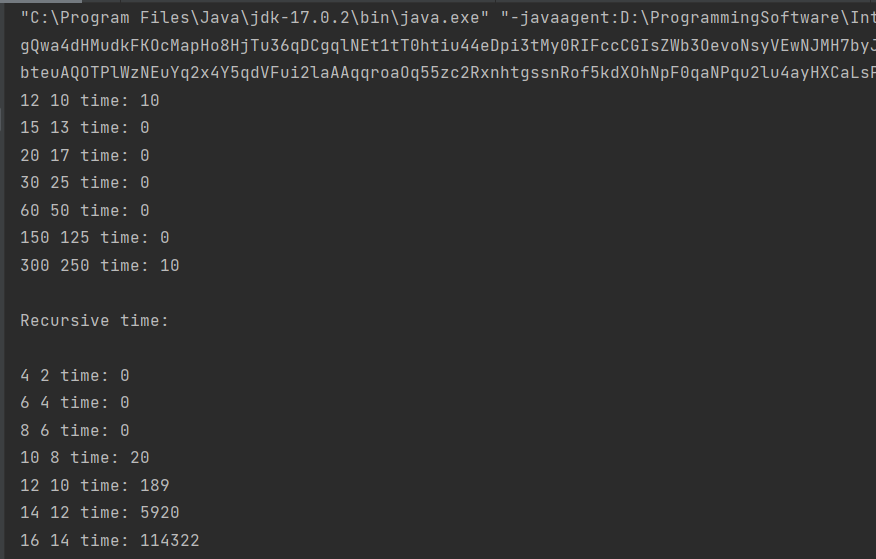 "C:\Program Files\Java\jdk-17.0.2\bin\java.exe" "-javaagent:D:\ProgrammingSoftware\Int
gQwa4dHMudkFKOcMapHo8HjTu36qDCgqlNEt1tT0htiu44eDpi3tMy0RIFccCGIsZWb3OevoNsyVEwNJMH7byJ
bteuAQOTPlWzNEuYq2x4Y5qdVFui2laAAqqroaOq55zc2RxnhtgssnRof5kdXOhNpF0qaNPqu2lu4ayHXCaLsF
12 10 time: 10
15 13 time: 0
20 17 time: 0
30 25 time: 0
60 50 time: 0
150 125 time: 0
300 250 time: 10
Recursive time:
4 2 time: 0
6 4 time: 0
8 6 time: 0
10 8 time: 20
12 10 time: 189
14 12 time: 5920
16 14 time: 114322